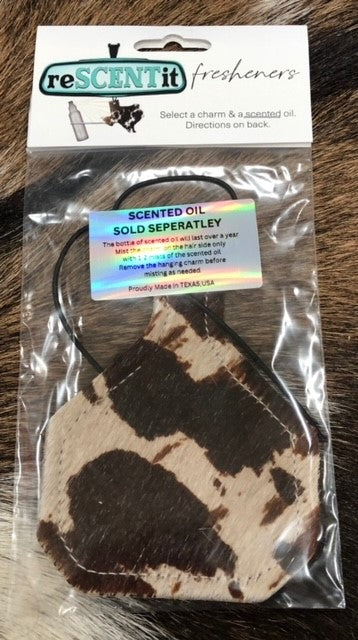 reSCENTit fresheners
Select a charm & a scented oil.
Directions on back.
SCENTED OIL
SOLD SEPERATLEY
The bottle of scented oil will last over a year
Mist the charm on the hair side only
with 1-2 mists of the scented oil
Remove the hanging charm before
misting as needed.
Proudly Made in TEXAS,USA